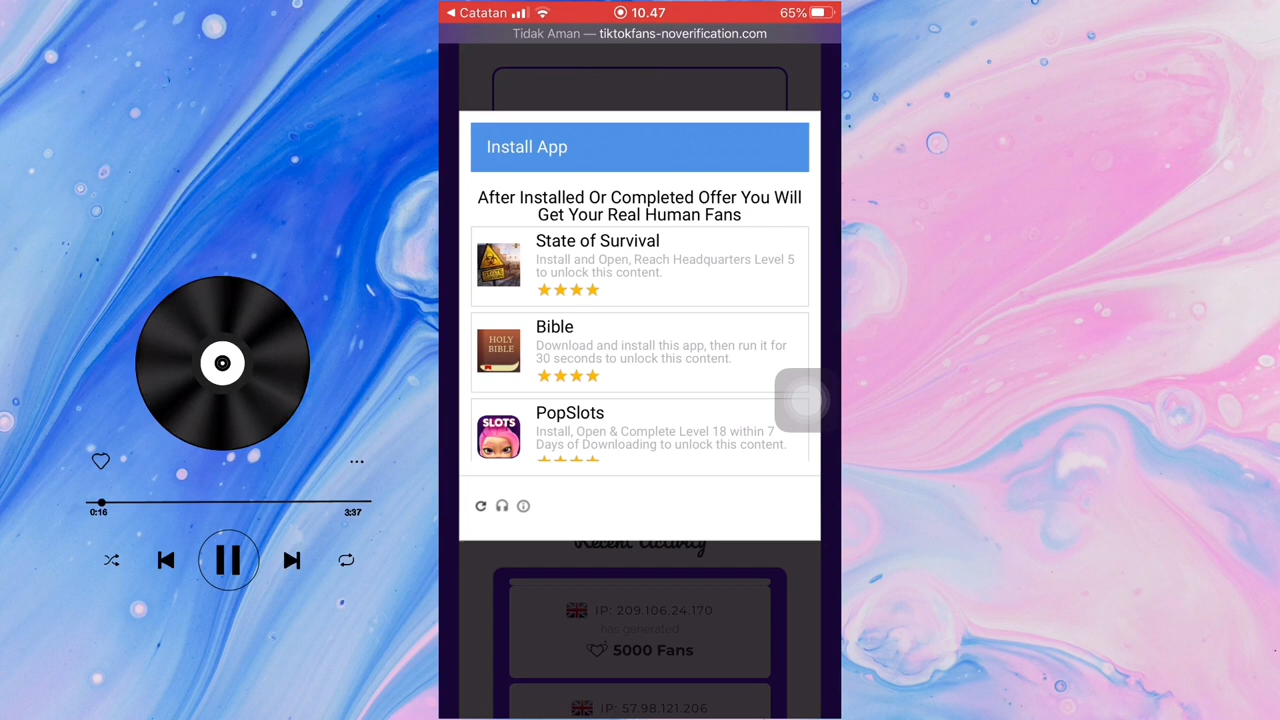 ◀ Catatan
10.47
65%
Tidak Aman — tiktokfans-noverification.com
Install App
After Installed Or Completed Offer You Will
Get Your Real Human Fans
State of Survival
Install and Open, Reach Headquarters Level 5
to unlock this content.
HOLY
BIBLE
Bible
Download and install this app, then run it for
30 seconds to unlock this content.
SLOTS
PopSlots
Install, Open & Complete Level 18 within 7
Days of Downloading to unlock this content.
Recent Activity
IP: 209.106.24.170
has generated
5000 Fans
IP: 57.98.121.206
0:16
3:37